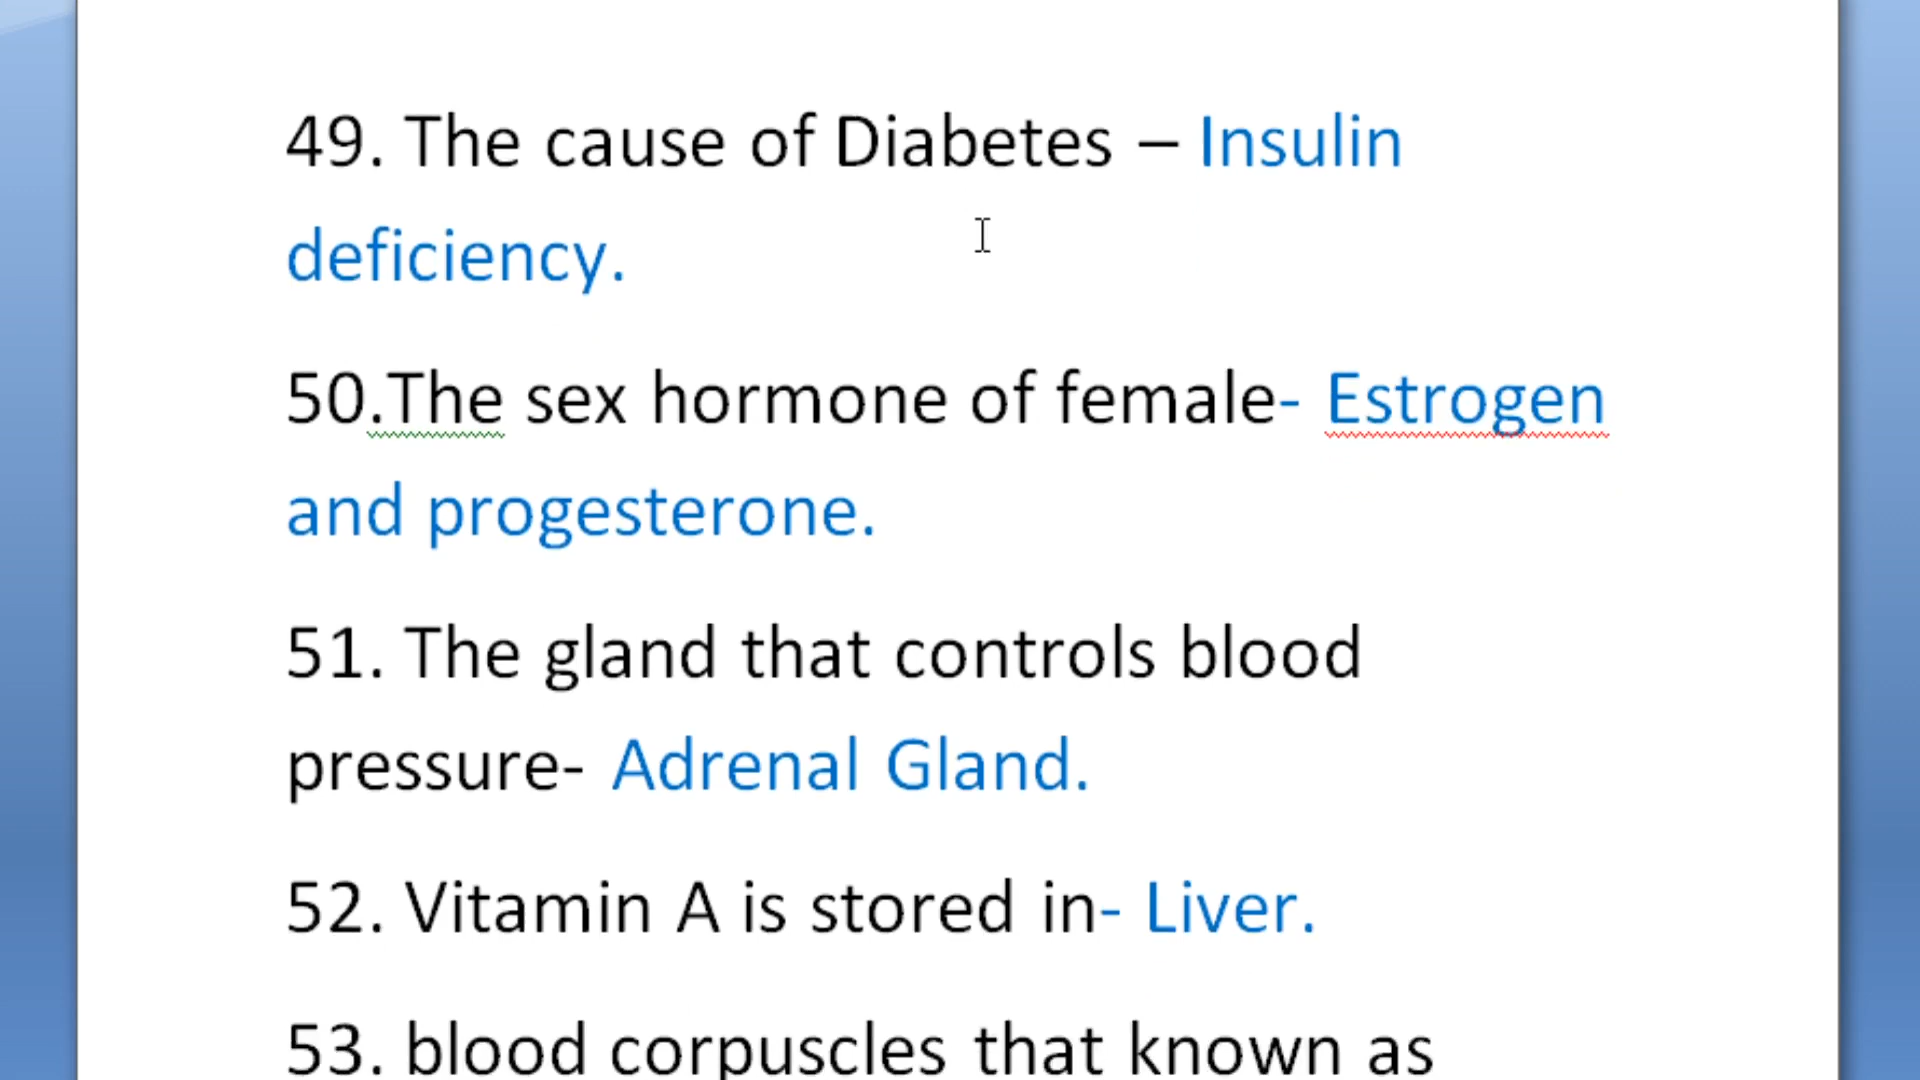 49. The cause of Diabetes – Insulin
deficiency.
50.The sex hormone of female- Estrogen
and progesterone.
51. The gland that controls blood
pressure- Adrenal Gland.
52. Vitamin A is stored in- Liver.
53. blood corpuscles that known as